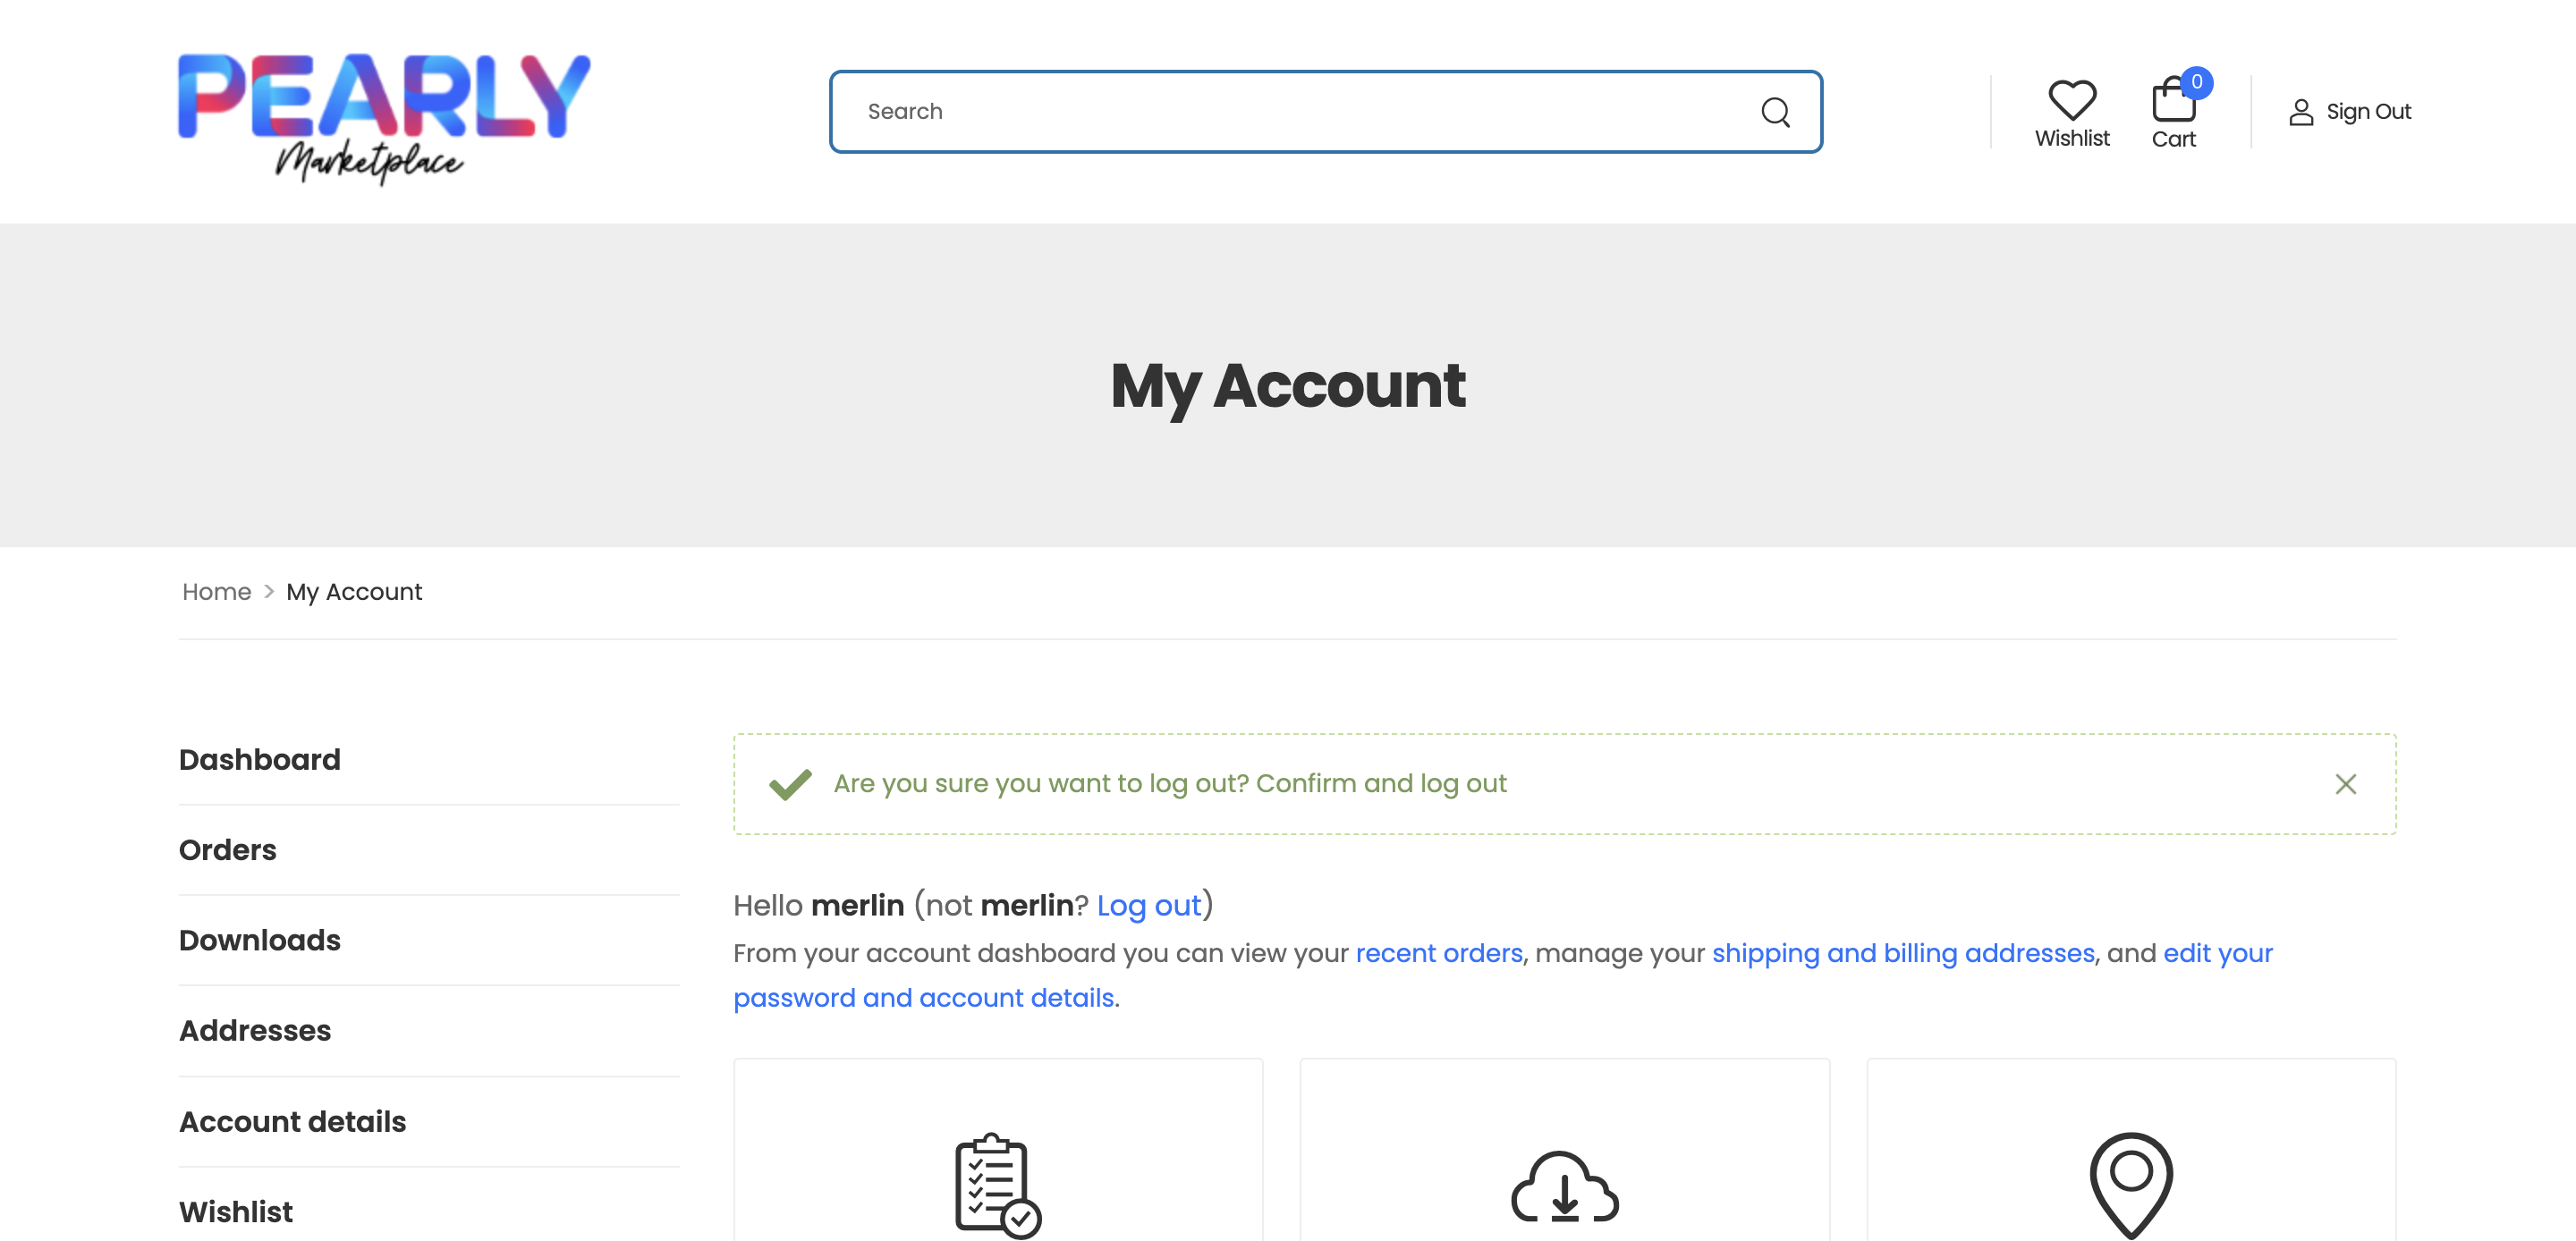 PEARLY
Marketplace
Search
Wishlist
0
Cart
Sign Out
My Account
Home > My Account
Dashboard
Orders
Downloads
Addresses
Account details
Wishlist
Are you sure you want to log out? Confirm and log out
Hello merlin (not merlin? Log out)
From your account dashboard you can view your recent orders, manage your shipping and billing addresses, and edit your
password and account details.